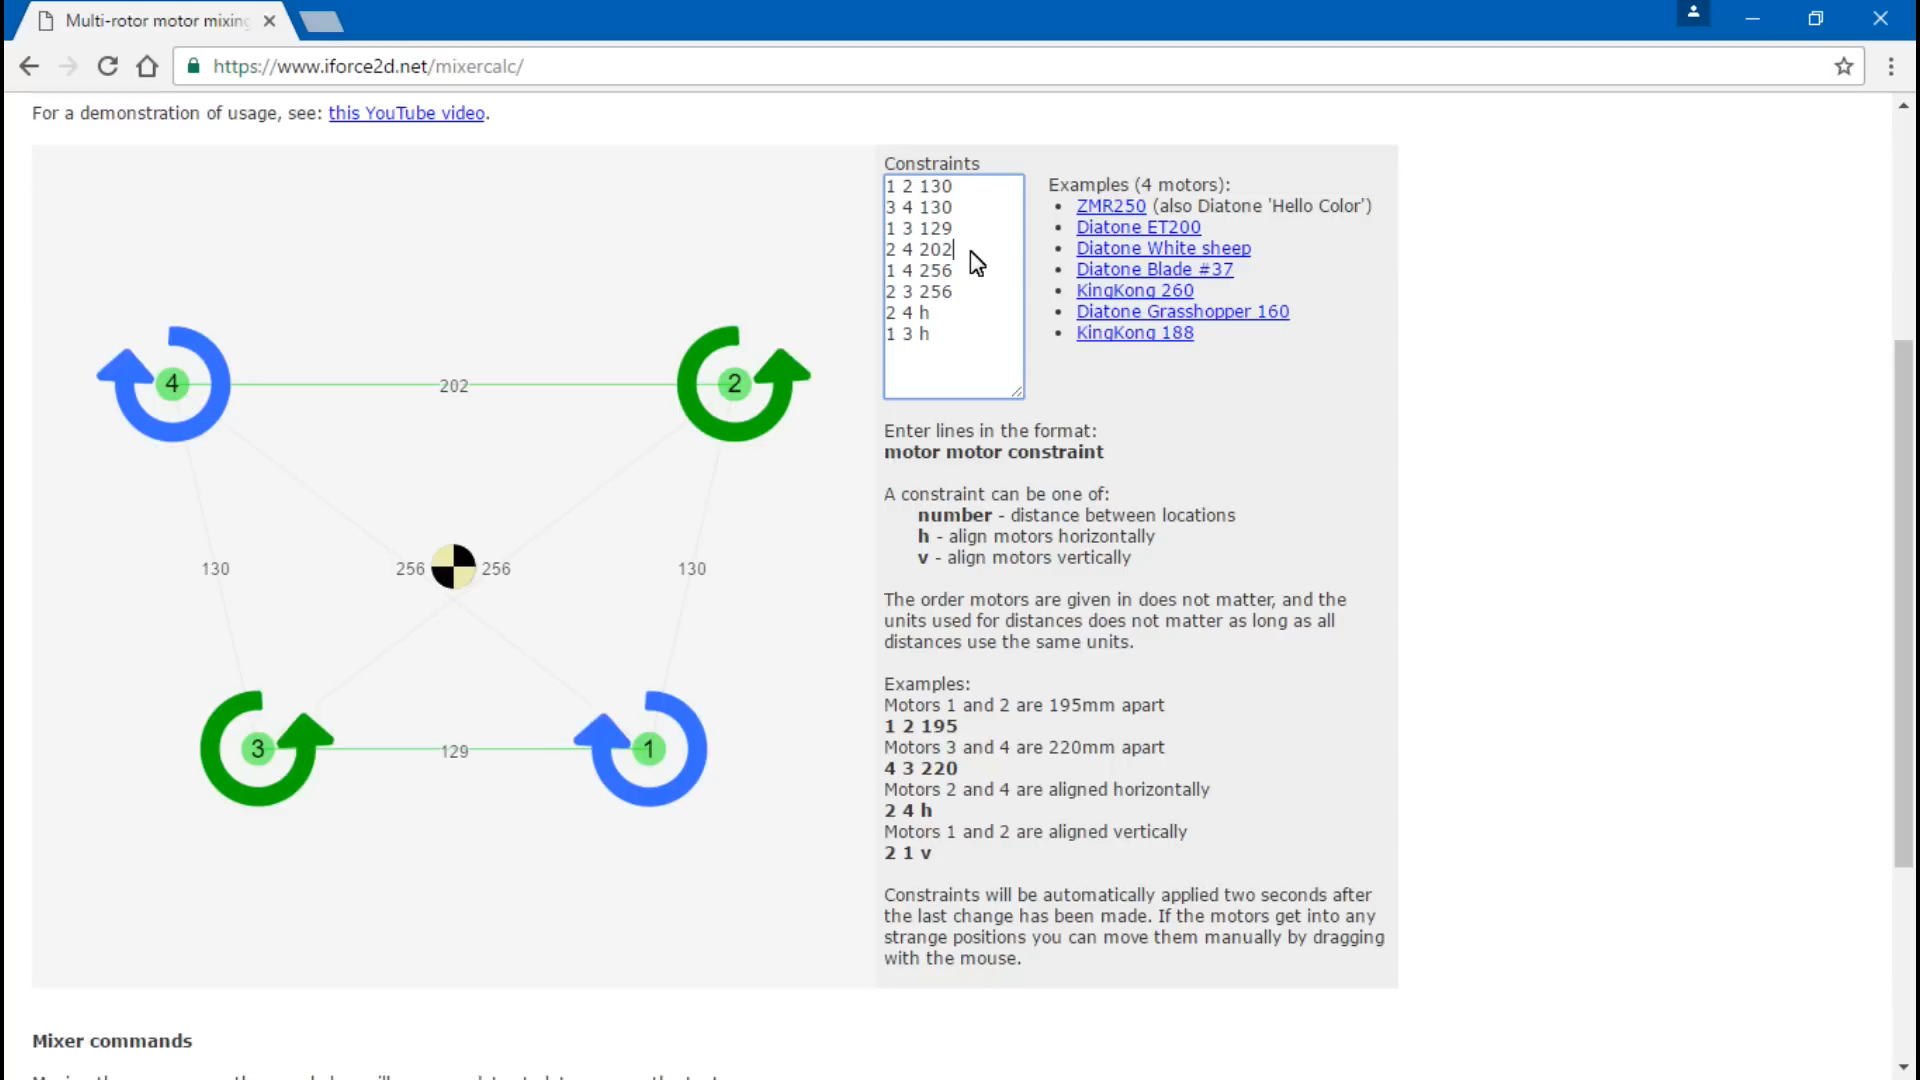 Multi-rotor motor mixing
https://www.iforce2d.net/mixercalc/
For a demonstration of usage, see: this YouTube video.
4
202
2
130
256
256
130
3
129
1
Constraints
1 2 130
3 4 130
1 3 129
2 4 202
1 4 256
2 3 256
2 4 h
1 3 h
Examples (4 motors):
• ZMR250 (also Diatone 'Hello Color')
• Diatone ET200
• Diatone White sheep
• Diatone Blade #37
• KingKong 260
• Diatone Grasshopper 160
• KingKong 188
Enter lines in the format:
motor motor constraint
A constraint can be one of:
number - distance between locations
h - align motors horizontally
v - align motors vertically
The order motors are given in does not matter, and the
units used for distances does not matter as long as all
distances use the same units.
Examples:
Motors 1 and 2 are 195mm apart
1 2 195
Motors 3 and 4 are 220mm apart
4 3 220
Motors 2 and 4 are aligned horizontally
2 4 h
Motors 1 and 2 are aligned vertically
2 1 v
Constraints will be automatically applied two seconds after
the last change has been made. If the motors get into any
strange positions you can move them manually by dragging
with the mouse.
Mixer commands